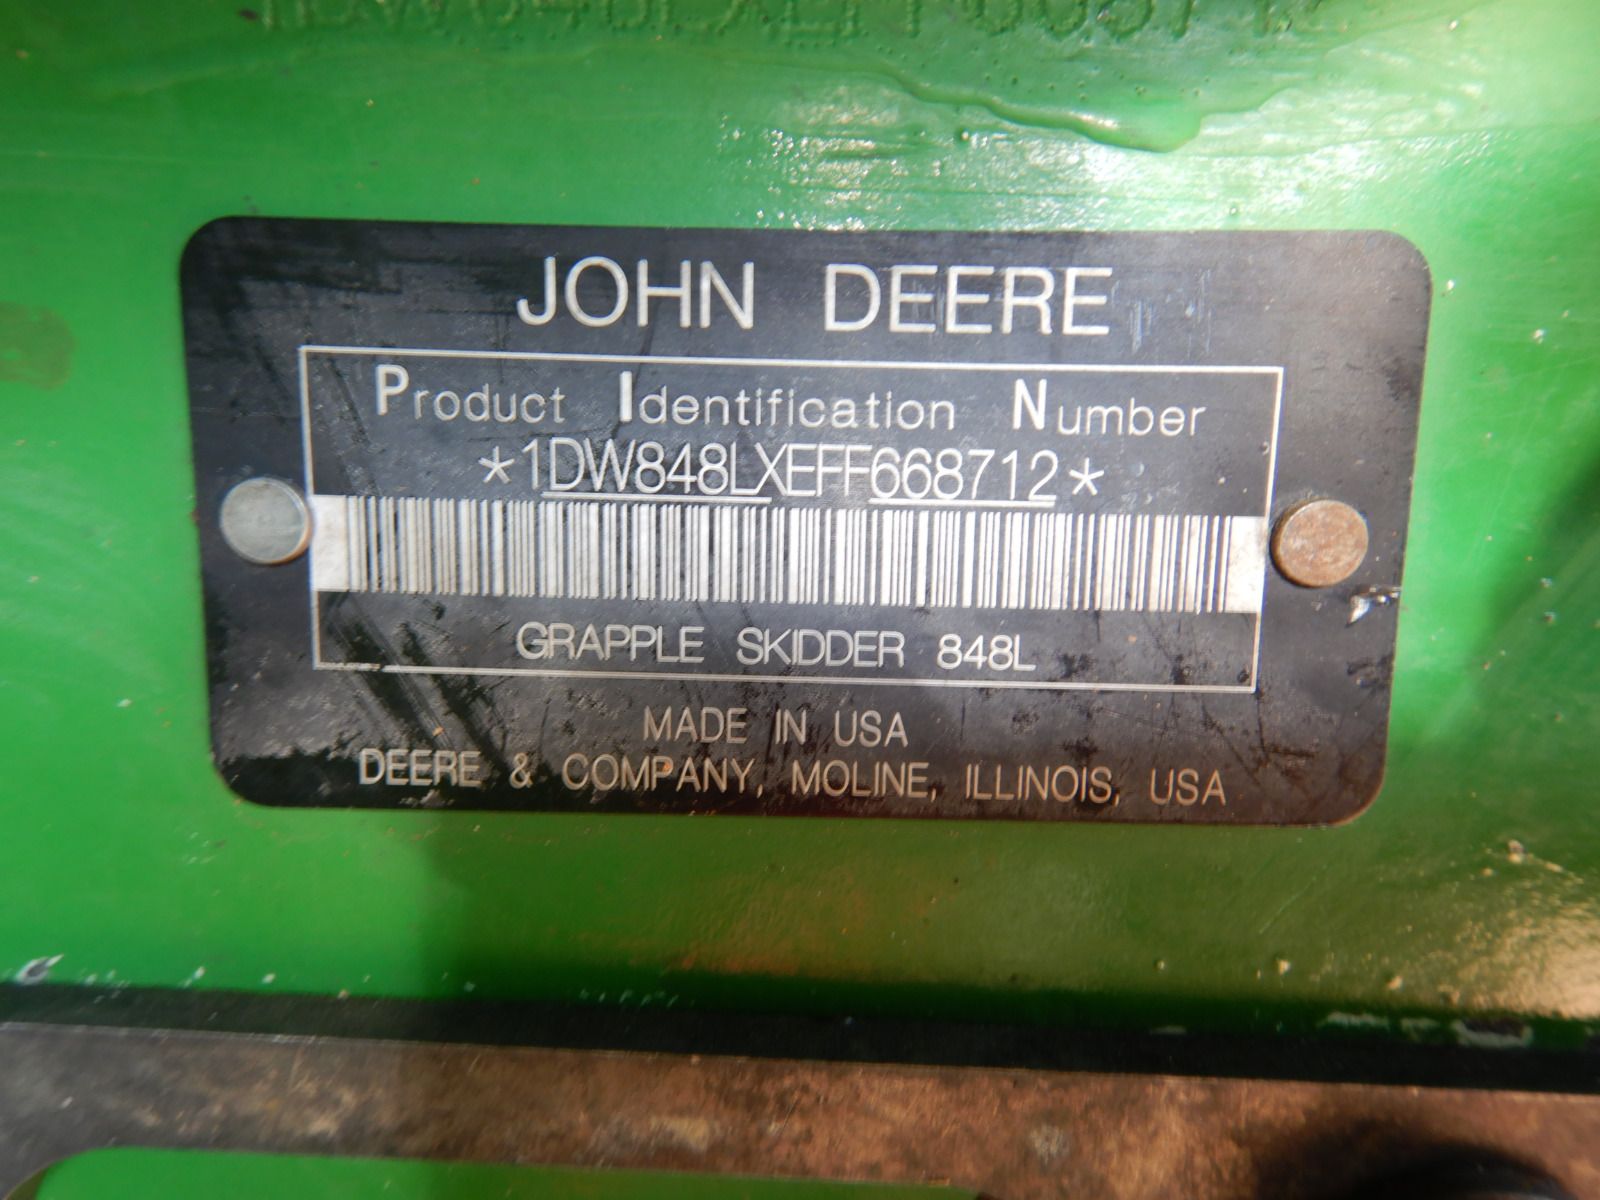 JOHN DEERE
Product Identification Number
*1DW848LXEFF668712*
GRAPPLE SKIDDER 848L
MADE IN USA
DEERE & COMPANY, MOLINE, ILLINOIS, USA